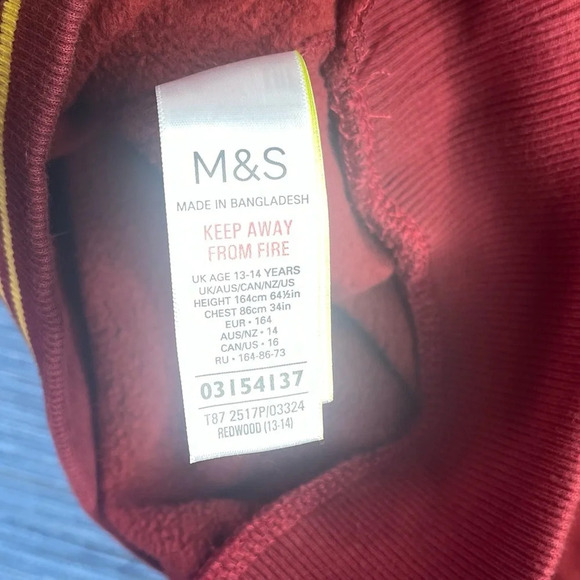 M&S
MADE IN BANGLADESH
KEEP AWAY
FROM FIRE
UK AGE 13-14 YEARS
UK/AUS/CAN/NZ/US
HEIGHT 164cm 64½in
CHEST 86cm 34in
EUR • 164
AUS/NZ • 14
CAN/US • 16
RU • 164-86-73
03154137
T87 2517P/03324
REDWOOD (13-14)